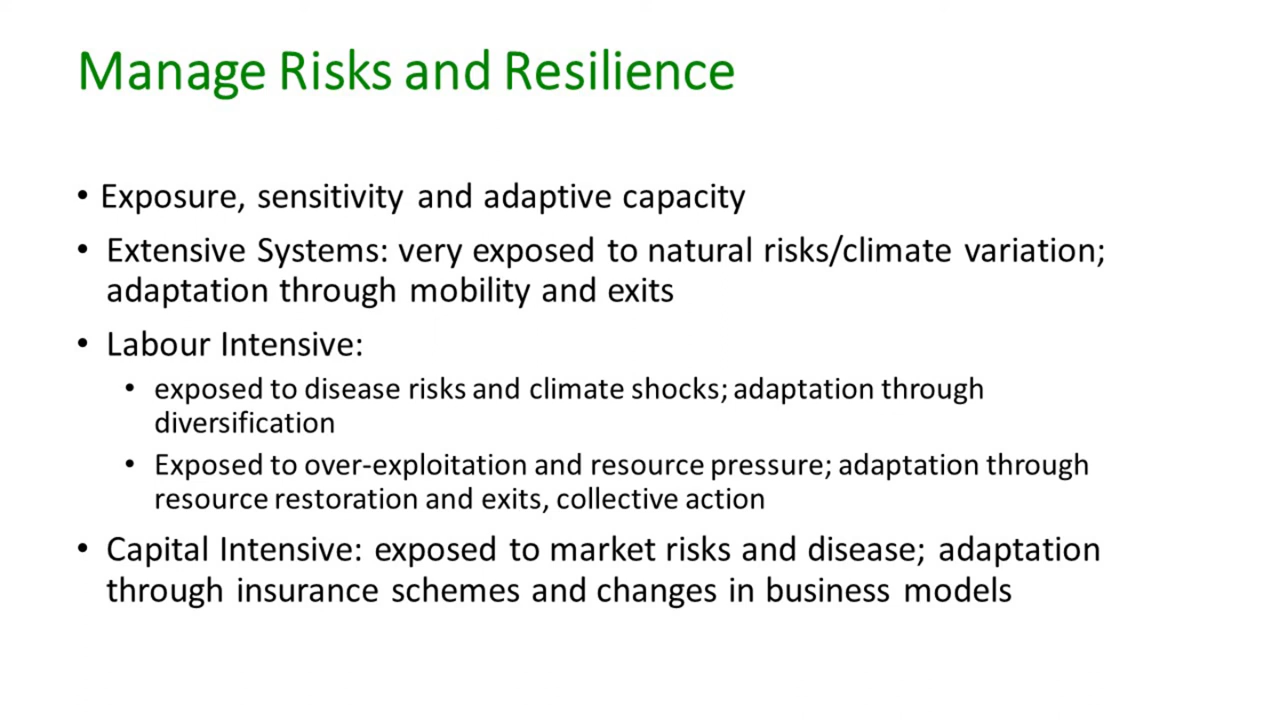 Manage Risks and Resilience
• Exposure, sensitivity and adaptive capacity
• Extensive Systems: very exposed to natural risks/climate variation;
adaptation through mobility and exits
• Labour Intensive:
• exposed to disease risks and climate shocks; adaptation through
diversification
• Exposed to over-exploitation and resource pressure; adaptation through
resource restoration and exits, collective action
• Capital Intensive: exposed to market risks and disease; adaptation
through insurance schemes and changes in business models